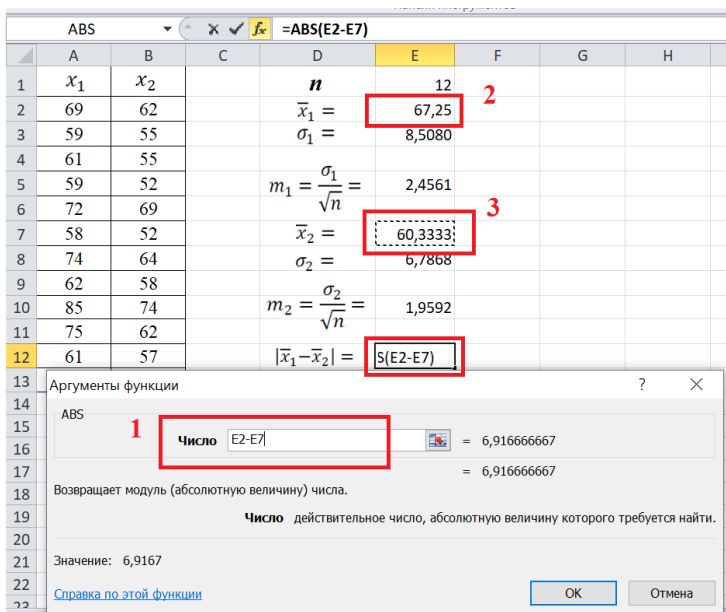 ABS =ABS(E2-E7)
A B C D E F G H
1 x₁ x₂ n 12
2 69 62 x̅₁ = 67,25 2
3 59 55 σ₁ = 8,5080
4 61 55
5 59 52 m₁ = σ₁/√n = 2,4561
6 72 69
7 58 52 x̅₂ = 60,3333 3
8 74 64 σ₂ = 6,7868
9 62 58
10 85 74 m₂ = σ₂/√n = 1,9592
11 75 62
12 61 57 |x̅₁−x̅₂| = S(E2-E7)
13 Аргументы функции ? ×
14 ABS
15 1 Число E2-E7 = 6,916666667
16
17 = 6,916666667
18 Возвращает модуль (абсолютную величину) числа.
19 Число действительное число, абсолютную величину которого требуется найти.
20
21 Значение: 6,9167
22 Справка по этой функции OK Отмена
23